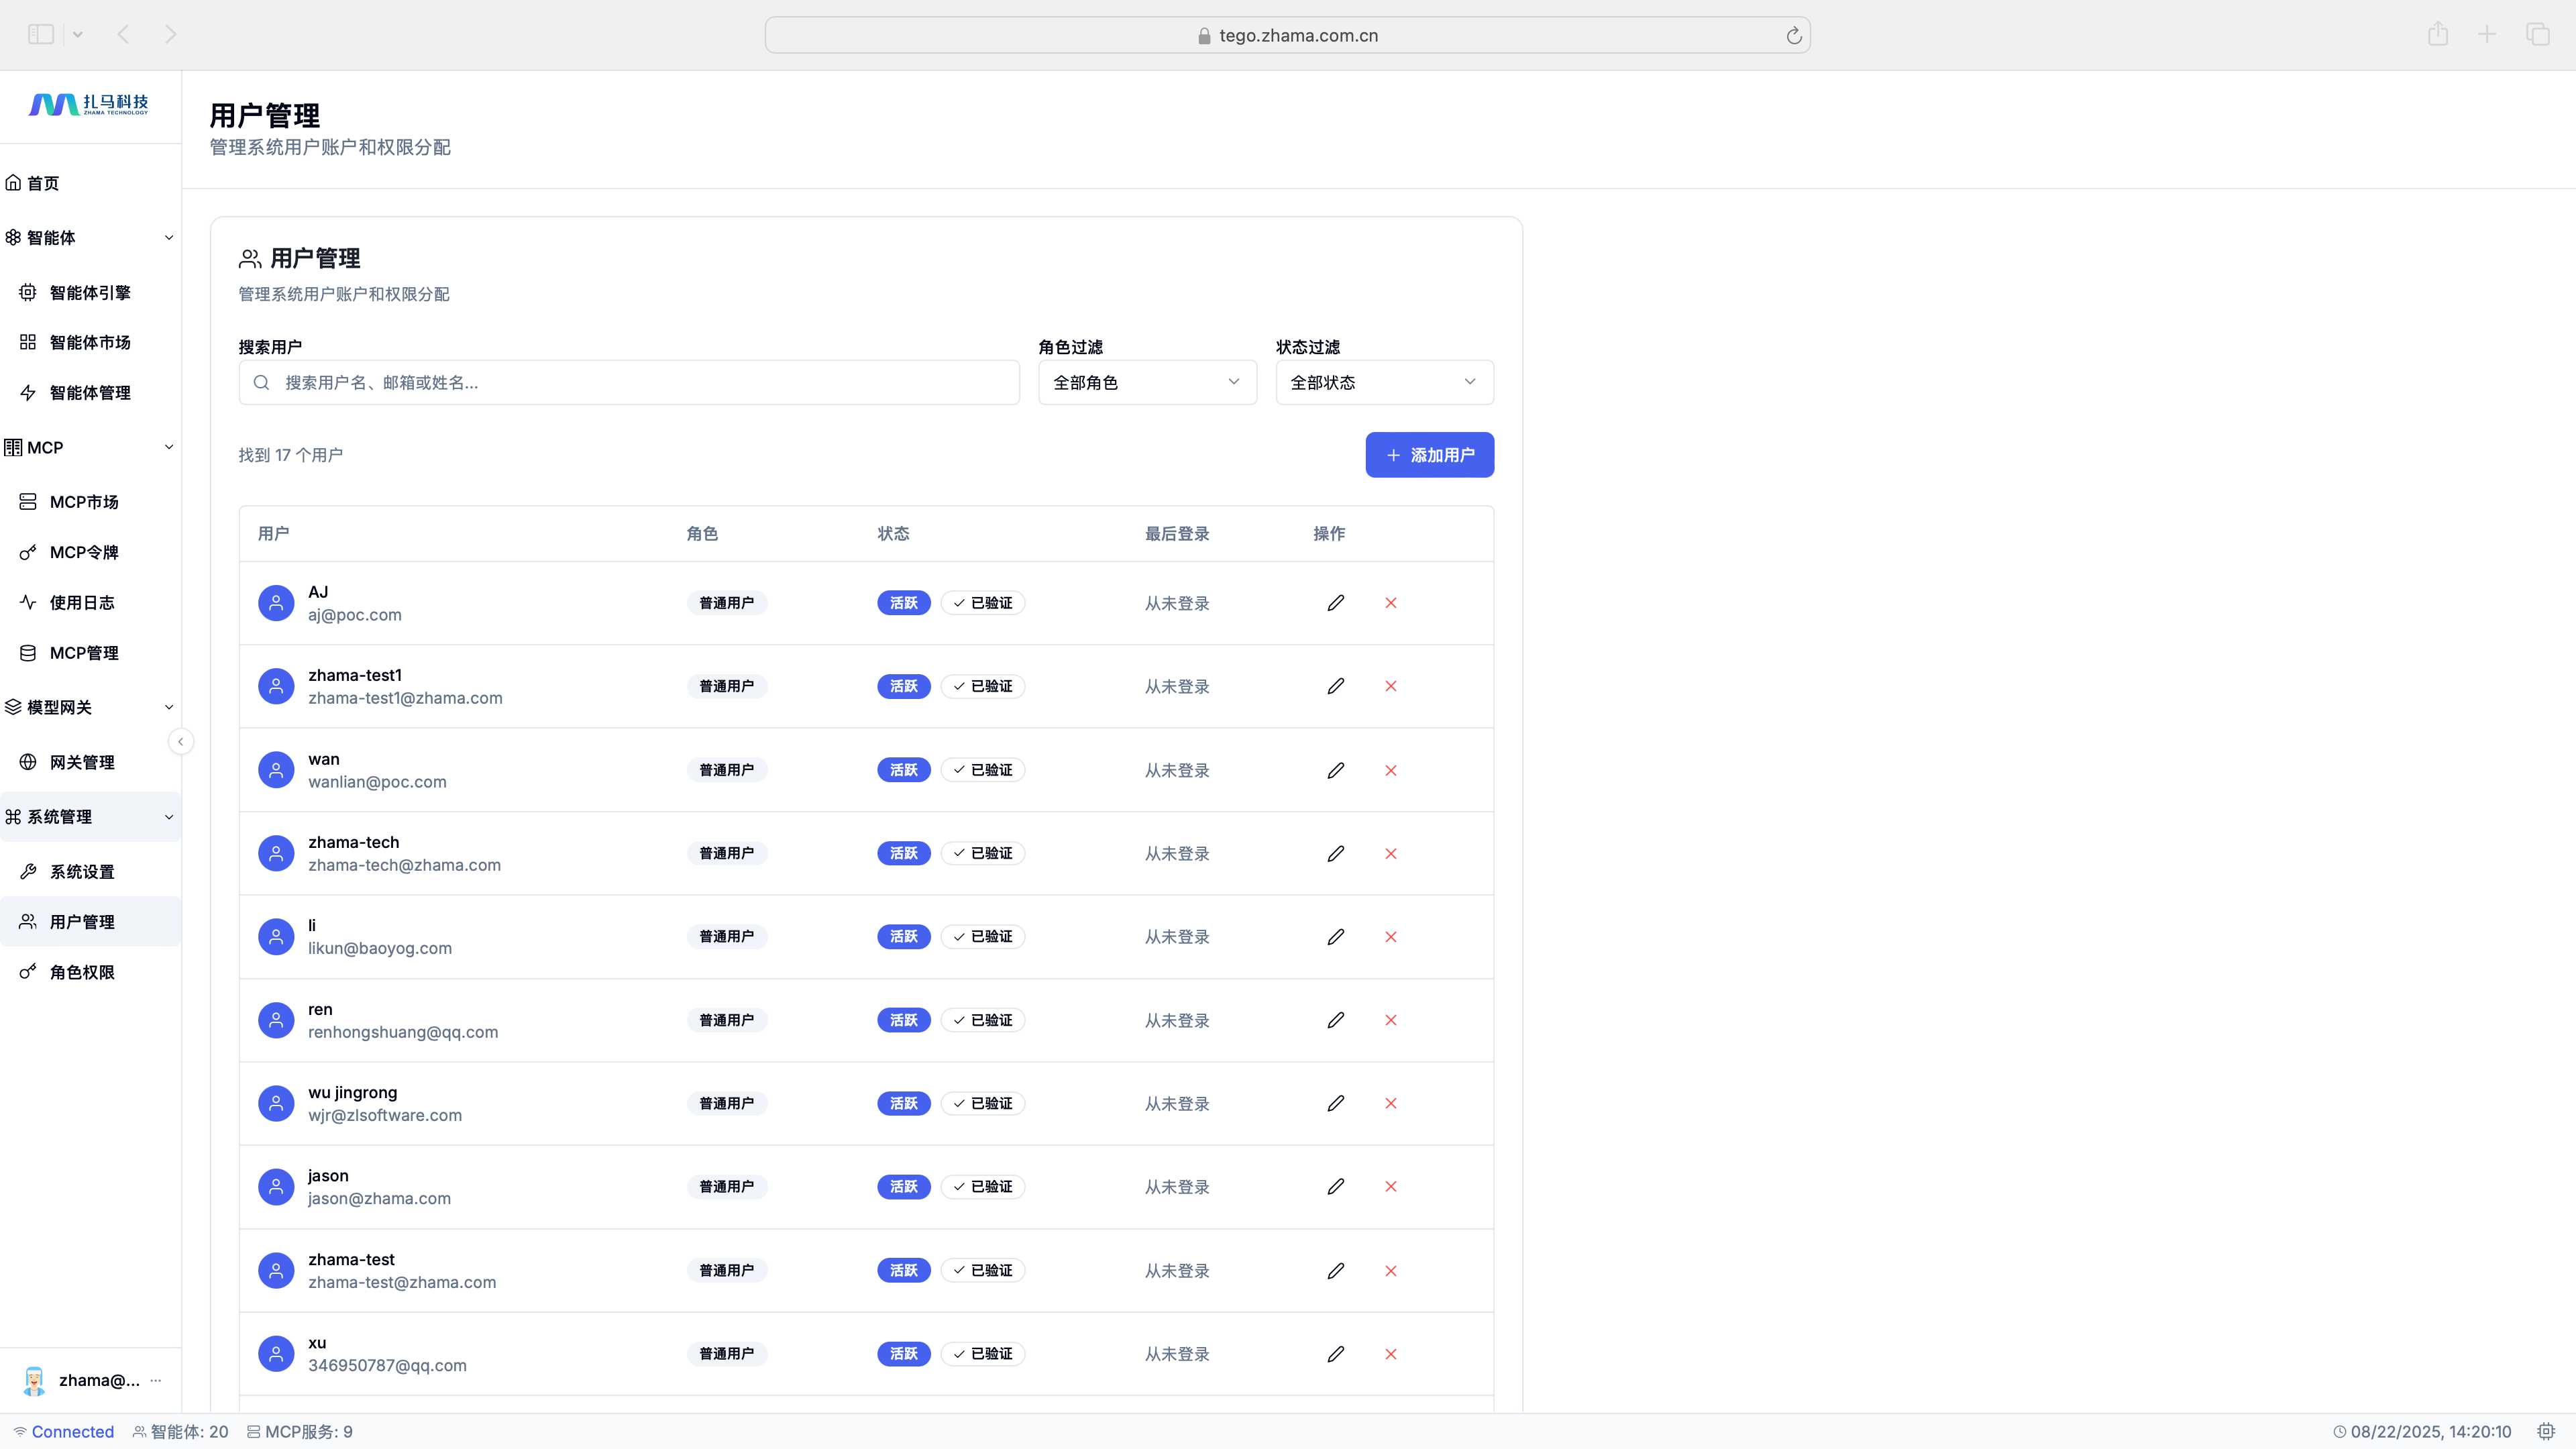 tego.zhama.com.cn
扎马科技
ZHAMA TECHNOLOGY
首页
智能体
智能体引擎
智能体市场
智能体管理
MCP
MCP市场
MCP令牌
使用日志
MCP管理
模型网关
网关管理
系统管理
系统设置
用户管理
角色权限
zhama@... ···
用户管理
管理系统用户账户和权限分配
用户管理
管理系统用户账户和权限分配
搜索用户 角色过滤 状态过滤
搜索用户名、邮箱或姓名... 全部角色 全部状态
找到 17 个用户 添加用户
用户 角色 状态 最后登录 操作
AJ
aj@poc.com
普通用户 活跃 已验证 从未登录
zhama-test1
zhama-test1@zhama.com
普通用户 活跃 已验证 从未登录
wan
wanlian@poc.com
普通用户 活跃 已验证 从未登录
zhama-tech
zhama-tech@zhama.com
普通用户 活跃 已验证 从未登录
li
likun@baoyog.com
普通用户 活跃 已验证 从未登录
ren
renhongshuang@qq.com
普通用户 活跃 已验证 从未登录
wu jingrong
wjr@zlsoftware.com
普通用户 活跃 已验证 从未登录
jason
jason@zhama.com
普通用户 活跃 已验证 从未登录
zhama-test
zhama-test@zhama.com
普通用户 活跃 已验证 从未登录
xu
346950787@qq.com
普通用户 活跃 已验证 从未登录
Connected 智能体: 20 MCP服务: 9 08/22/2025, 14:20:10